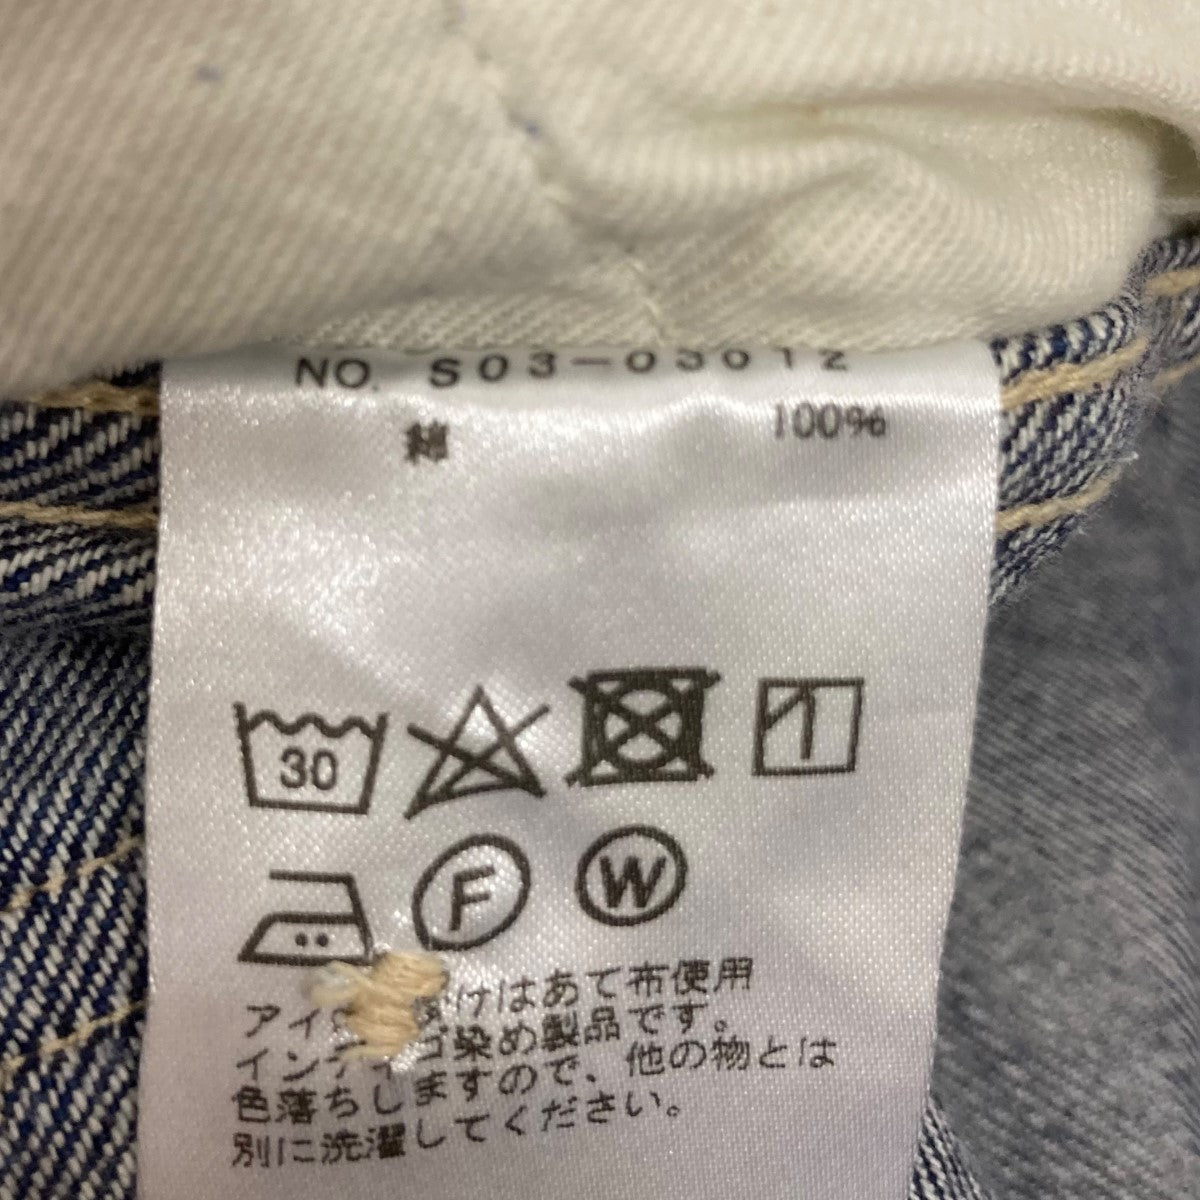 NO. S03-03012
綿 100%
30
F W
アイ けはあて布使用
インディゴ染め製品です。
色落ちしますので、他の物とは
別に洗濯してください。